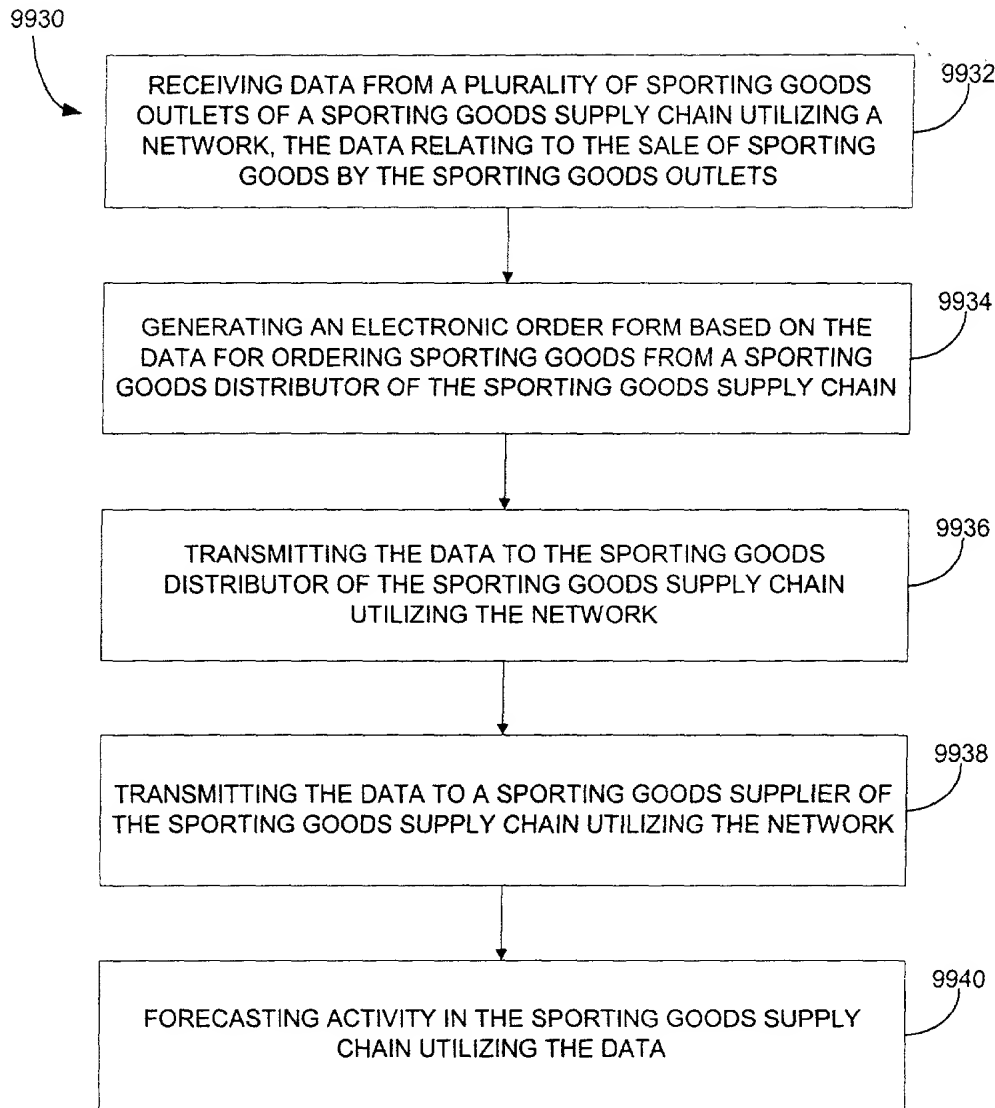 9930
9932
RECEIVING DATA FROM A PLURALITY OF SPORTING GOODS
OUTLETS OF A SPORTING GOODS SUPPLY CHAIN UTILIZING A
NETWORK, THE DATA RELATING TO THE SALE OF SPORTING
GOODS BY THE SPORTING GOODS OUTLETS
9934
GENERATING AN ELECTRONIC ORDER FORM BASED ON THE
DATA FOR ORDERING SPORTING GOODS FROM A SPORTING
GOODS DISTRIBUTOR OF THE SPORTING GOODS SUPPLY CHAIN
9936
TRANSMITTING THE DATA TO THE SPORTING GOODS
DISTRIBUTOR OF THE SPORTING GOODS SUPPLY CHAIN
UTILIZING THE NETWORK
9938
TRANSMITTING THE DATA TO A SPORTING GOODS SUPPLIER OF
THE SPORTING GOODS SUPPLY CHAIN UTILIZING THE NETWORK
9940
FORECASTING ACTIVITY IN THE SPORTING GOODS SUPPLY
CHAIN UTILIZING THE DATA